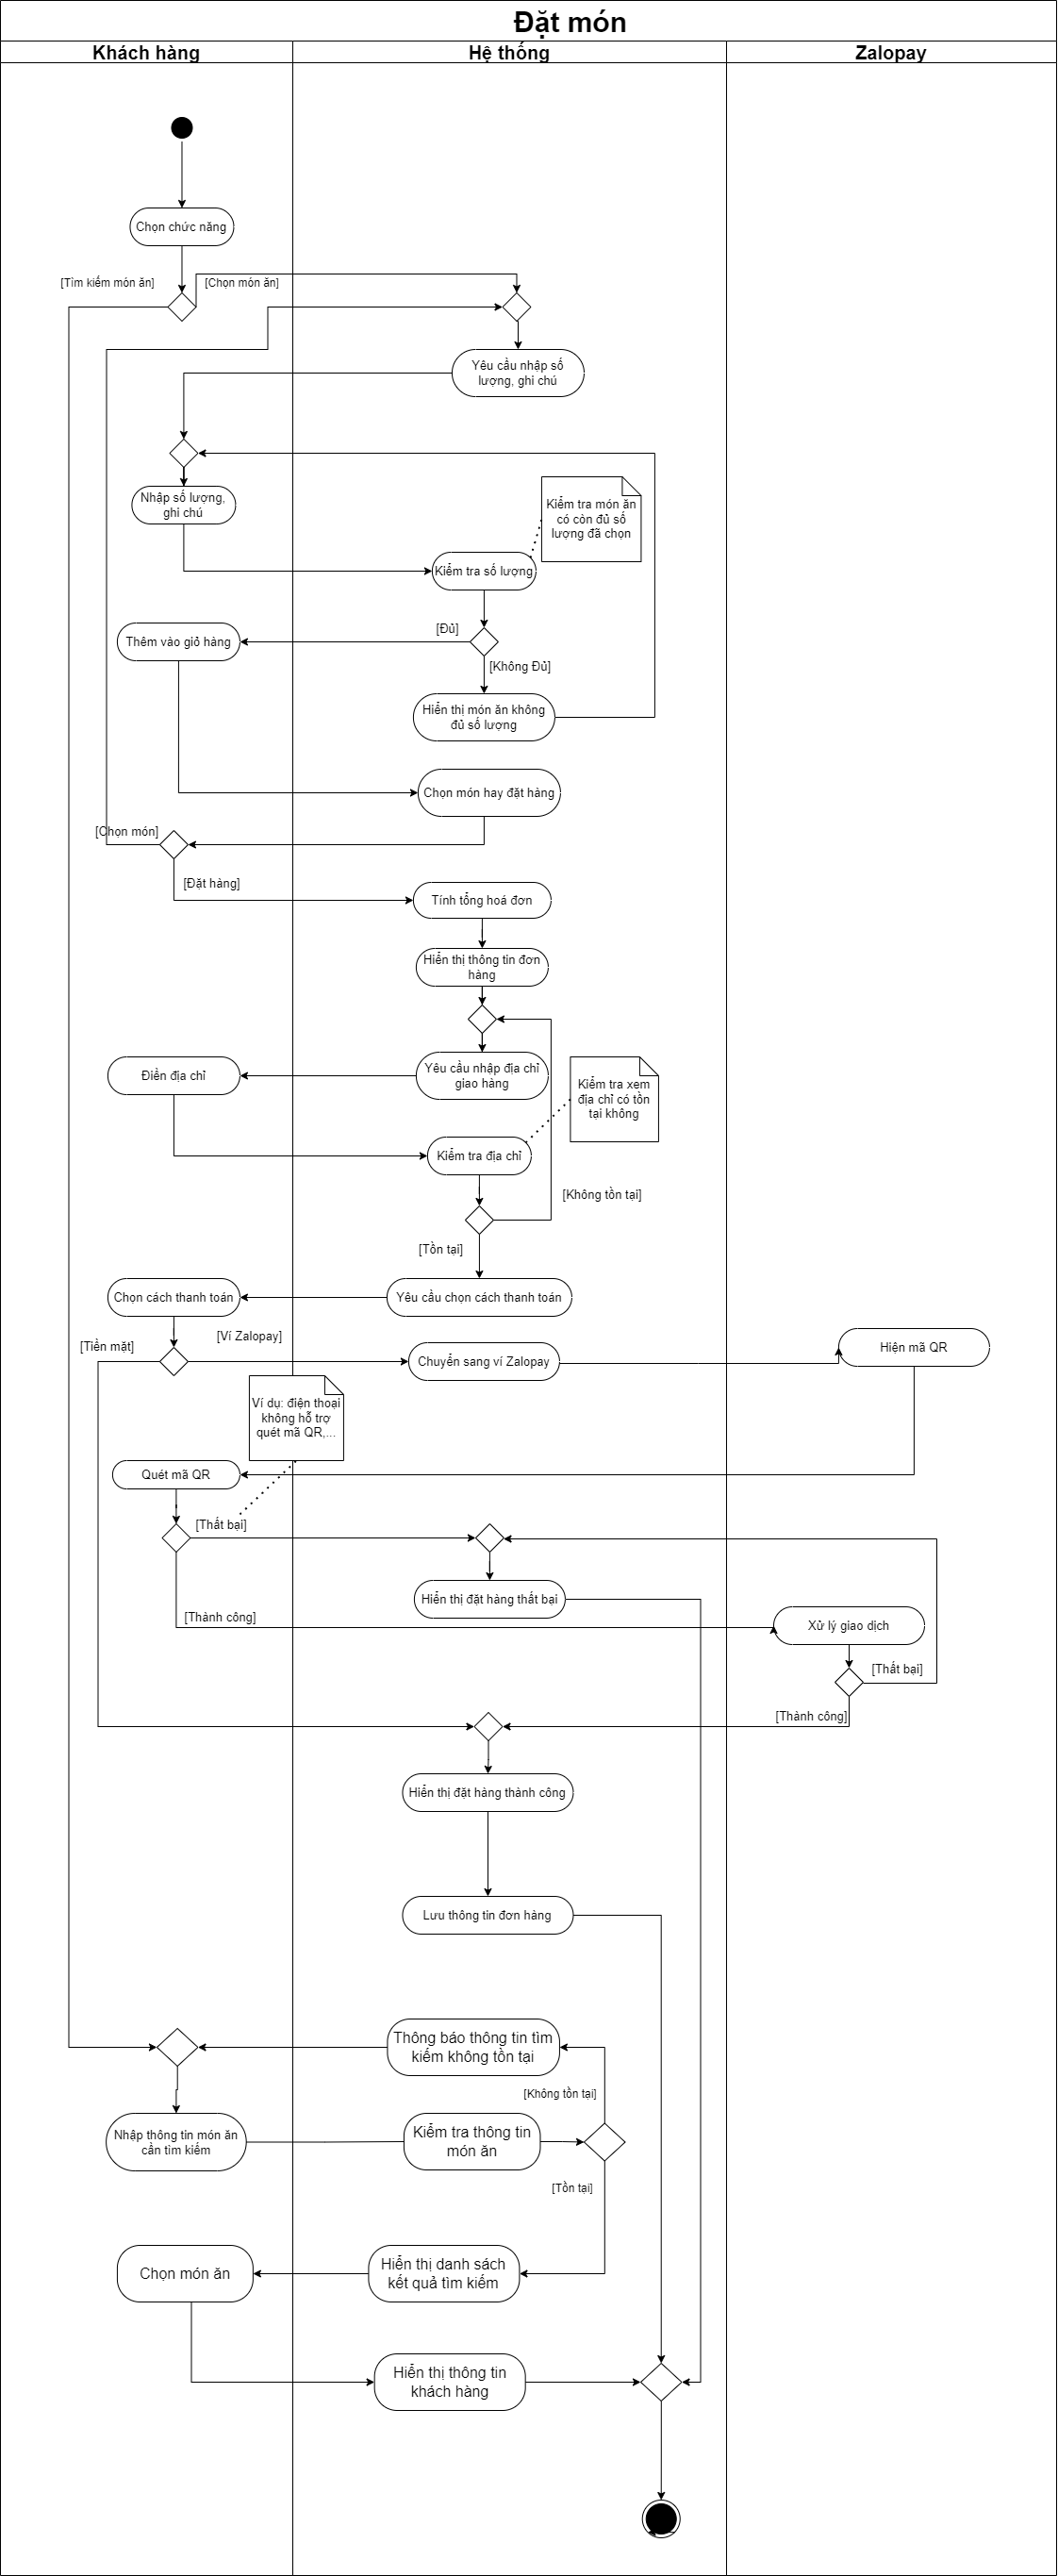 Đặt món
Khách hàng
Hệ thống
Zalopay
Chọn chức năng
[Tìm kiếm món ăn]
[Chọn món ăn]
Yêu cầu nhập số
lượng, ghi chú
Nhập số lượng,
ghi chú
Kiểm tra món ăn
có còn đủ số
lượng đã chọn
Kiểm tra số lượng
[Đủ]
Thêm vào giỏ hàng
[Không Đủ]
Hiển thị món ăn không
đủ số lượng
Chọn món hay đặt hàng
[Chọn món]
[Đặt hàng]
Tính tổng hoá đơn
Hiển thị thông tin đơn
hàng
Điền địa chỉ
Yêu cầu nhập địa chỉ
giao hàng
Kiểm tra xem
địa chỉ có tồn
tại không
Kiểm tra địa chỉ
[Không tồn tại]
[Tồn tại]
Chọn cách thanh toán
Yêu cầu chọn cách thanh toán
[Tiền mặt]
[Ví Zalopay]
Chuyển sang ví Zalopay
Hiện mã QR
Ví dụ: điện thoại
không hỗ trợ
quét mã QR,...
Quét mã QR
[Thất bại]
Hiển thị đặt hàng thất bại
[Thành công]
Xử lý giao dịch
[Thất bại]
[Thành công]
Hiển thị đặt hàng thành công
Lưu thông tin đơn hàng
Thông báo thông tin tìm
kiếm không tồn tại
[Không tồn tại]
Nhập thông tin món ăn
cần tìm kiếm
Kiểm tra thông tin
món ăn
[Tồn tại]
Chọn món ăn
Hiển thị danh sách
kết quả tìm kiếm
Hiển thị thông tin
khách hàng